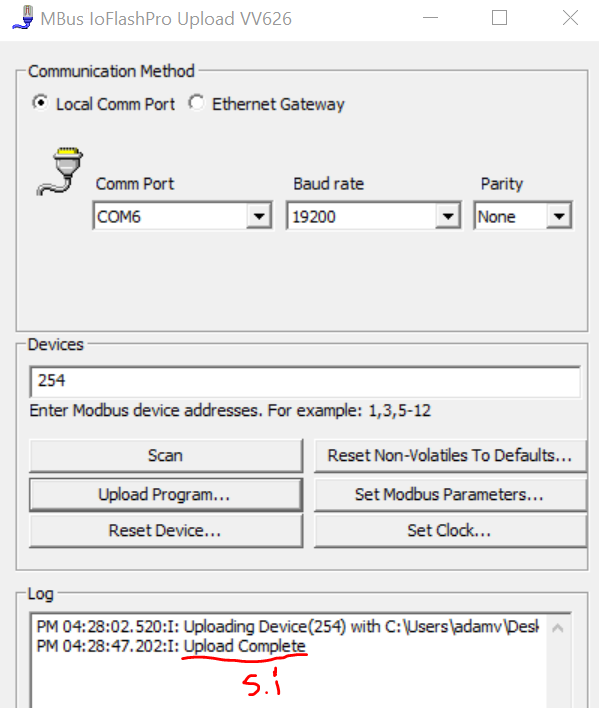 MBus IoFlashPro Upload VV626
Communication Method
Local Comm Port Ethernet Gateway
Comm Port Baud rate Parity
COM6 19200 None
Devices
254
Enter Modbus device addresses. For example: 1,3,5-12
Scan Reset Non-Volatiles To Defaults...
Upload Program... Set Modbus Parameters...
Reset Device... Set Clock...
Log
PM 04:28:02.520:I: Uploading Device(254) with C:\Users\adamv\Desk
PM 04:28:47.202:I: Upload Complete
5.i